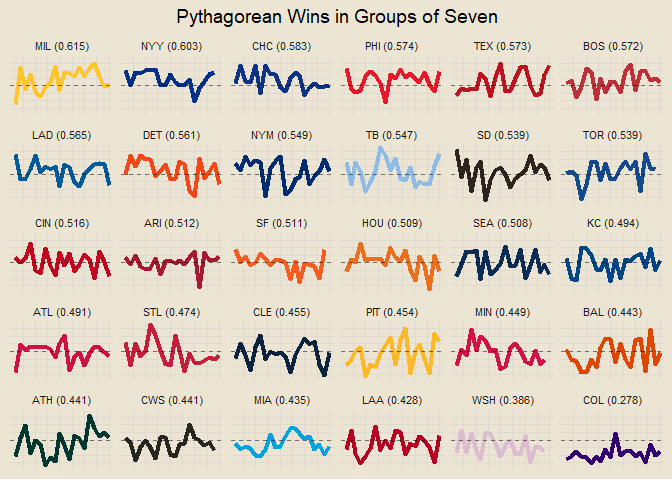 Pythagorean Wins in Groups of Seven
MIL (0.615) NYY (0.603) CHC (0.583) PHI (0.574) TEX (0.573) BOS (0.572)
LAD (0.565) DET (0.561) NYM (0.549) TB (0.547) SD (0.539) TOR (0.539)
CIN (0.516) ARI (0.512) SF (0.511) HOU (0.509) SEA (0.508) KC (0.494)
ATL (0.491) STL (0.474) CLE (0.455) PIT (0.454) MIN (0.449) BAL (0.443)
ATH (0.441) CWS (0.441) MIA (0.435) LAA (0.428) WSH (0.386) COL (0.278)